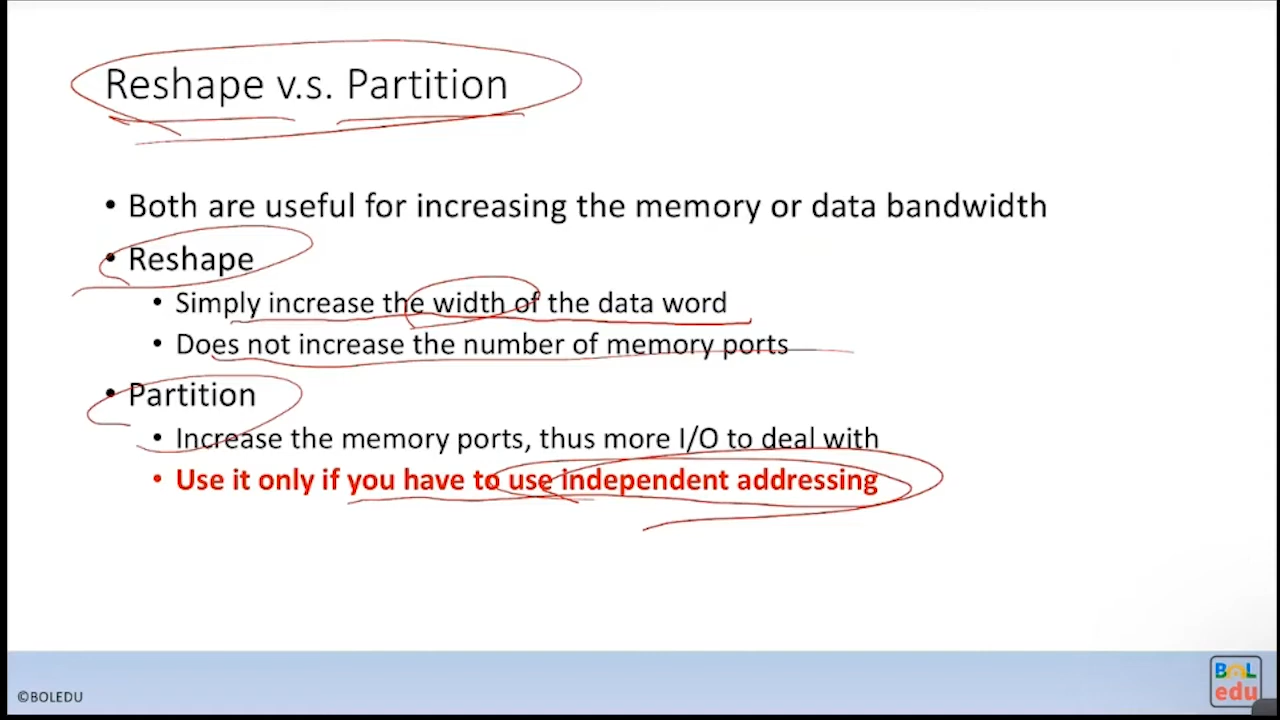 Reshape v.s. Partition
• Both are useful for increasing the memory or data bandwidth
• Reshape
• Simply increase the width of the data word
• Does not increase the number of memory ports
• Partition
• Increase the memory ports, thus more I/O to deal with
• Use it only if you have to use independent addressing
©BOLEDU
BOL
edu